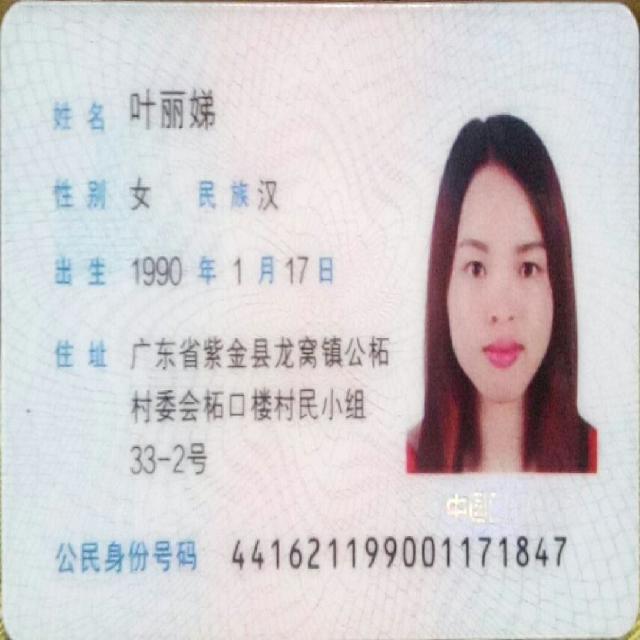 姓名 叶丽娣
性别 女 民族 汉
出生 1990 年 1 月 17 日
住址 广东省紫金县龙窝镇公柘
村委会柘口楼村民小组
33-2号
中国
公民身份号码 441621199001171847